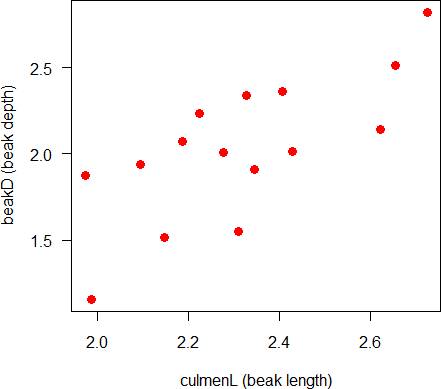 beakD (beak depth)
2.5
2.0
1.5
2.0 2.2 2.4 2.6
culmenL (beak length)